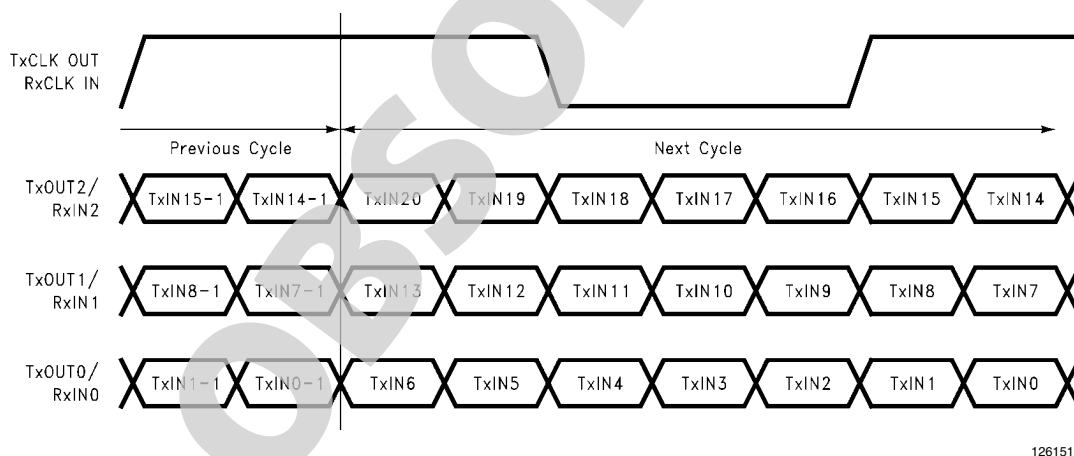 TxCLK OUT
RxCLK IN
Previous Cycle
Next Cycle
TxOUT2/
RxIN2
TxIN15-1 TxIN14-1 TxIN20 TxIN19 TxIN18 TxIN17 TxIN16 TxIN15 TxIN14
TxOUT1/
RxIN1
TxIN8-1 TxIN7-1 TxIN13 TxIN12 TxIN11 TxIN10 TxIN9 TxIN8 TxIN7
TxOUT0/
RxIN0
TxIN1-1 TxIN0-1 TxIN6 TxIN5 TxIN4 TxIN3 TxIN2 TxIN1 TxIN0
126151
OBSO